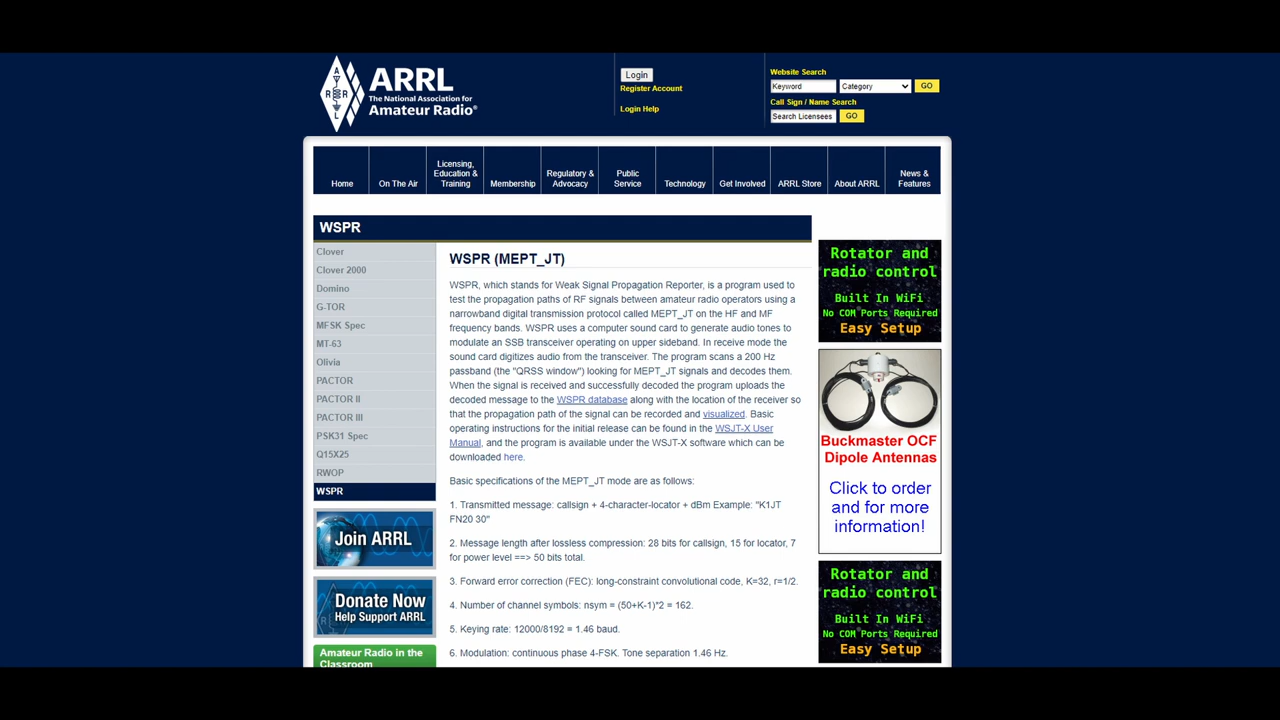 A
R R
L
ARRL
The National Association for
Amateur Radio®
Login
Register Account
Login Help
Website Search
Keyword Category GO
Call Sign / Name Search
Search Licensees GO
Home
On The Air
Licensing,
Education &
Training
Membership
Regulatory &
Advocacy
Public
Service
Technology
Get Involved
ARRL Store
About ARRL
News &
Features
WSPR
Clover
Clover 2000
Domino
G-TOR
MFSK Spec
MT-63
Olivia
PACTOR
PACTOR II
PACTOR III
PSK31 Spec
Q15X25
RWOP
WSPR
Join ARRL
Donate Now
Help Support ARRL
Amateur Radio in the
Classroom
WSPR (MEPT_JT)
WSPR, which stands for Weak Signal Propagation Reporter, is a program used to
test the propagation paths of RF signals between amateur radio operators using a
narrowband digital transmission protocol called MEPT_JT on the HF and MF
frequency bands. WSPR uses a computer sound card to generate audio tones to
modulate an SSB transceiver operating on upper sideband. In receive mode the
sound card digitizes audio from the transceiver. The program scans a 200 Hz
passband (the "QRSS window") looking for MEPT_JT signals and decodes them.
When the signal is received and successfully decoded the program uploads the
decoded message to the WSPR database along with the location of the receiver so
that the propagation path of the signal can be recorded and visualized. Basic
operating instructions for the initial release can be found in the WSJT-X User
Manual, and the program is available under the WSJT-X software which can be
downloaded here.
Basic specifications of the MEPT_JT mode are as follows:
1. Transmitted message: callsign + 4-character-locator + dBm Example: "K1JT
FN20 30"
2. Message length after lossless compression: 28 bits for callsign, 15 for locator, 7
for power level ==> 50 bits total.
3. Forward error correction (FEC): long-constraint convolutional code, K=32, r=1/2.
4. Number of channel symbols: nsym = (50+K-1)*2 = 162.
5. Keying rate: 12000/8192 = 1.46 baud.
6. Modulation: continuous phase 4-FSK. Tone separation 1.46 Hz.
Rotator and
radio control
Built In WiFi
No COM Ports Required
Easy Setup
Buckmaster OCF
Dipole Antennas
Click to order
and for more
information!
Rotator and
radio control
Built In WiFi
No COM Ports Required
Easy Setup